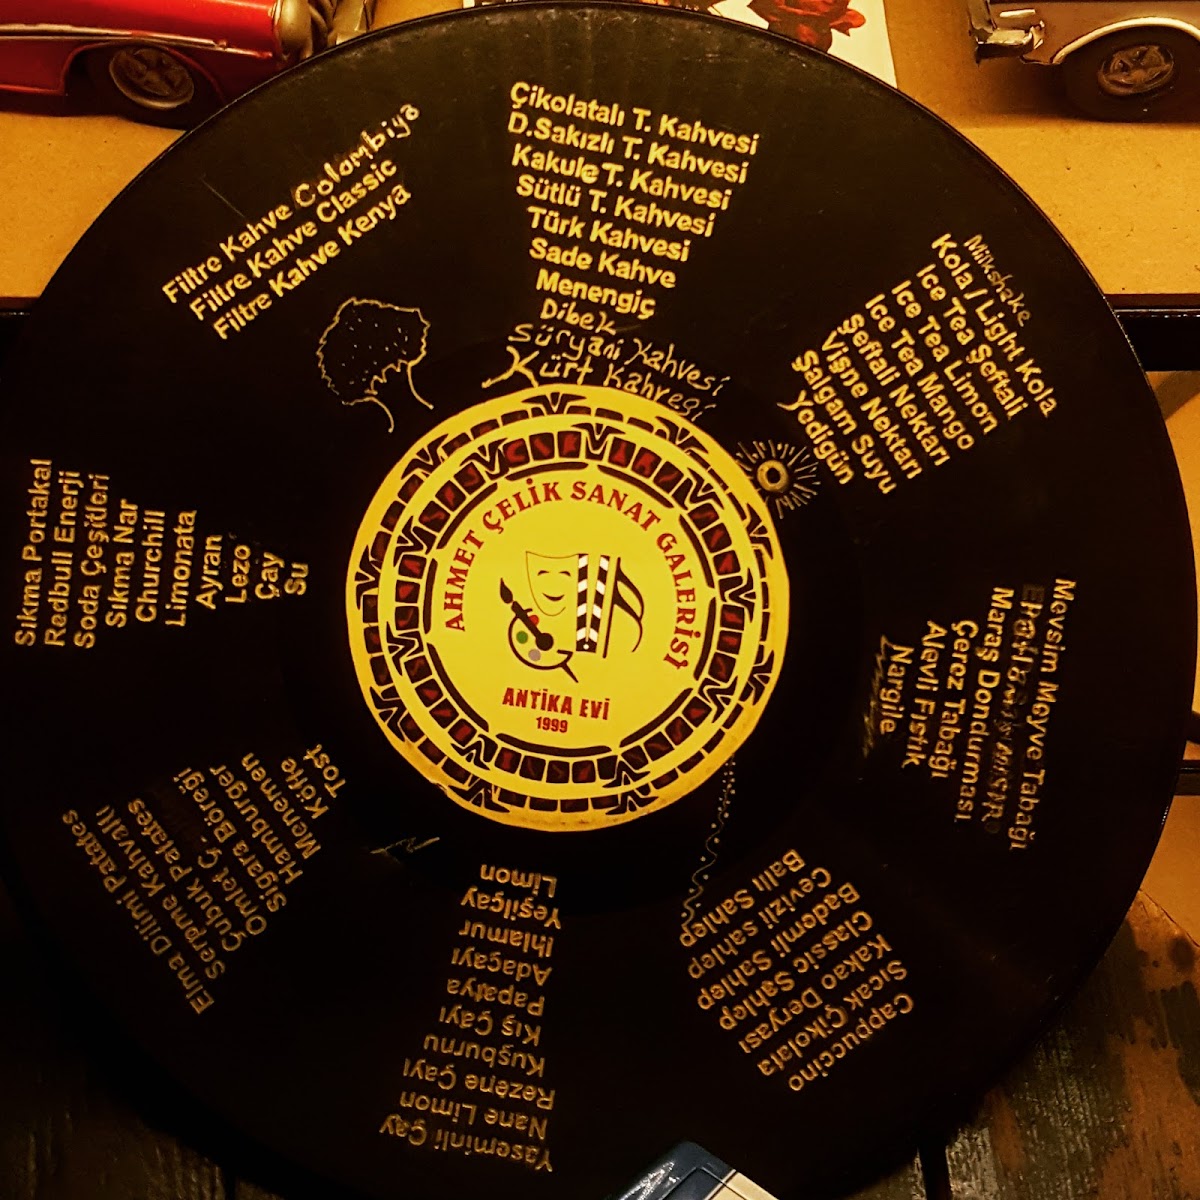 Çikolatalı T. Kahvesi
D.Sakızlı T. Kahvesi
Kakule T. Kahvesi
Sütlü T. Kahvesi
Türk Kahvesi
Sade Kahve
Menengiç
Dibek
Süryani Kahvesi
Kürt Kahvesi
Milkshake
Kola / Light Kola
Ice Tea Şeftali
Ice Tea Limon
Ice Tea Mango
Şeftali Nektarı
Vişne Nektarı
Şalgam Suyu
Yedigün
Mevsim Meyve Tabağı
Maraş Dondurması
Çerez Tabağı
Alevli Fıstık
Nargile
Cappuccino
Sıcak Çikolata
Kakao Deryası
Classic Sahlep
Bademli Sahlep
Cevizli sahlep
Ballı Sahlep
Yaseminli Çay
Nane Limon
Rezene Çayı
Kuşburnu
Kış Çayı
Papatya
Adaçayı
Ihlamur
Yeşilçay
Limon
Elma Dilimi Patates
Serpme Kahvaltı
Çubuk Patates
Omlet Ç.
Sigara Böreği
Hamburger
Menemen
Köfte
Tost
Sıkma Portakal
Redbull Enerji
Soda Çeşitleri
Sıkma Nar
Churchill
Limonata
Ayran
Lezo
Çay
Su
Filtre Kahve Colombiya
Filtre Kahve Classic
Filtre Kahve Kenya
AHMET ÇELİK SANAT GALERİSİ
ANTİKA EVİ
1999